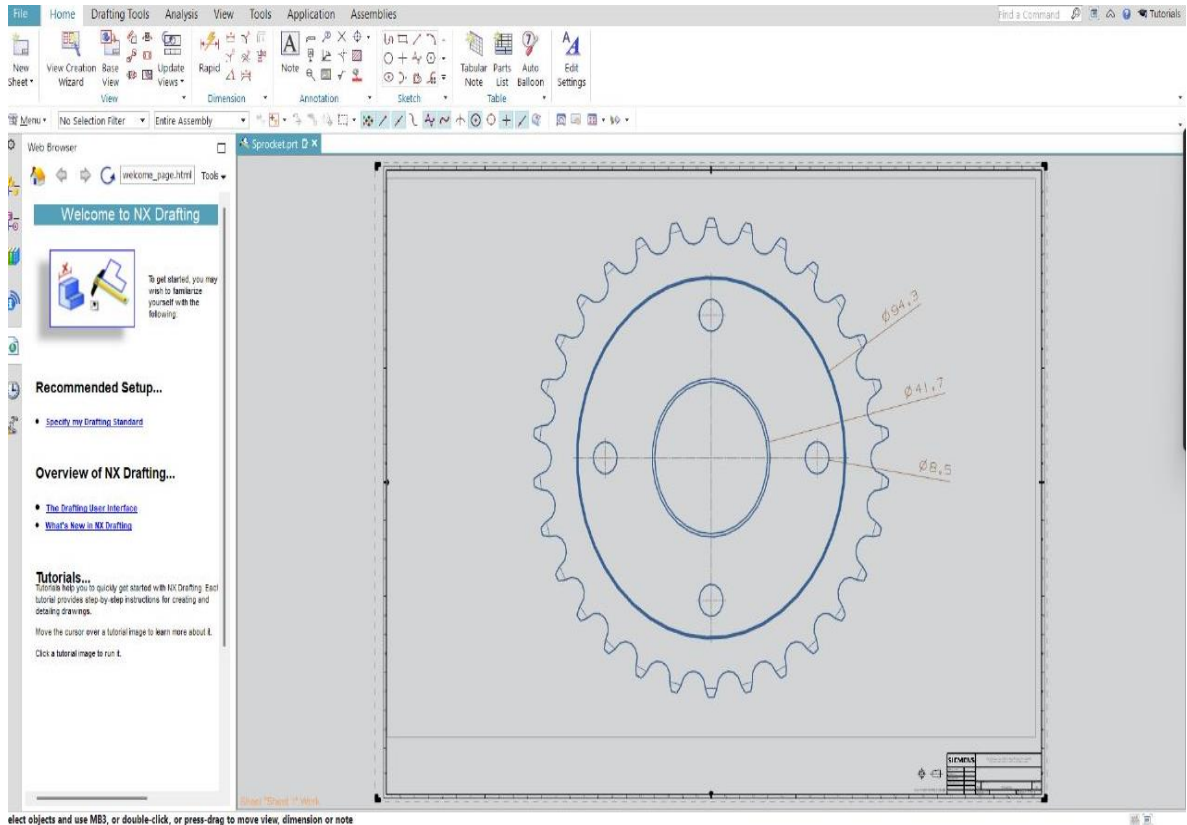 File Home Drafting Tools Analysis View Tools Application Assemblies Find a Command Tutorials
New Sheet
View Creation Wizard
Base View
Update Views
Rapid
Note
Tabular Note
Parts List
Auto Balloon
Edit Settings
View Dimension Annotation Sketch Table
Menu No Selection Filter Entire Assembly
Web Browser
Sprocket.prt
welcome_page.html Tools
Welcome to NX Drafting
To get started, you may
wish to familiarize
yourself with the
following:
Recommended Setup...
Specify my Drafting Standard
Overview of NX Drafting...
The Drafting User Interface
What's New in NX Drafting
Tutorials...
Tutorials help you to quickly get started with NX Drafting. Each
tutorial provides step-by-step instructions for creating and
detailing drawings.
Move the cursor over a tutorial image to learn more about it.
Click a tutorial image to run it.
Ø94.3
Ø41.7
Ø8.5
SIEMENS
Sheet "Sheet 1" Work
elect objects and use MB3, or double-click, or press-drag to move view, dimension or note